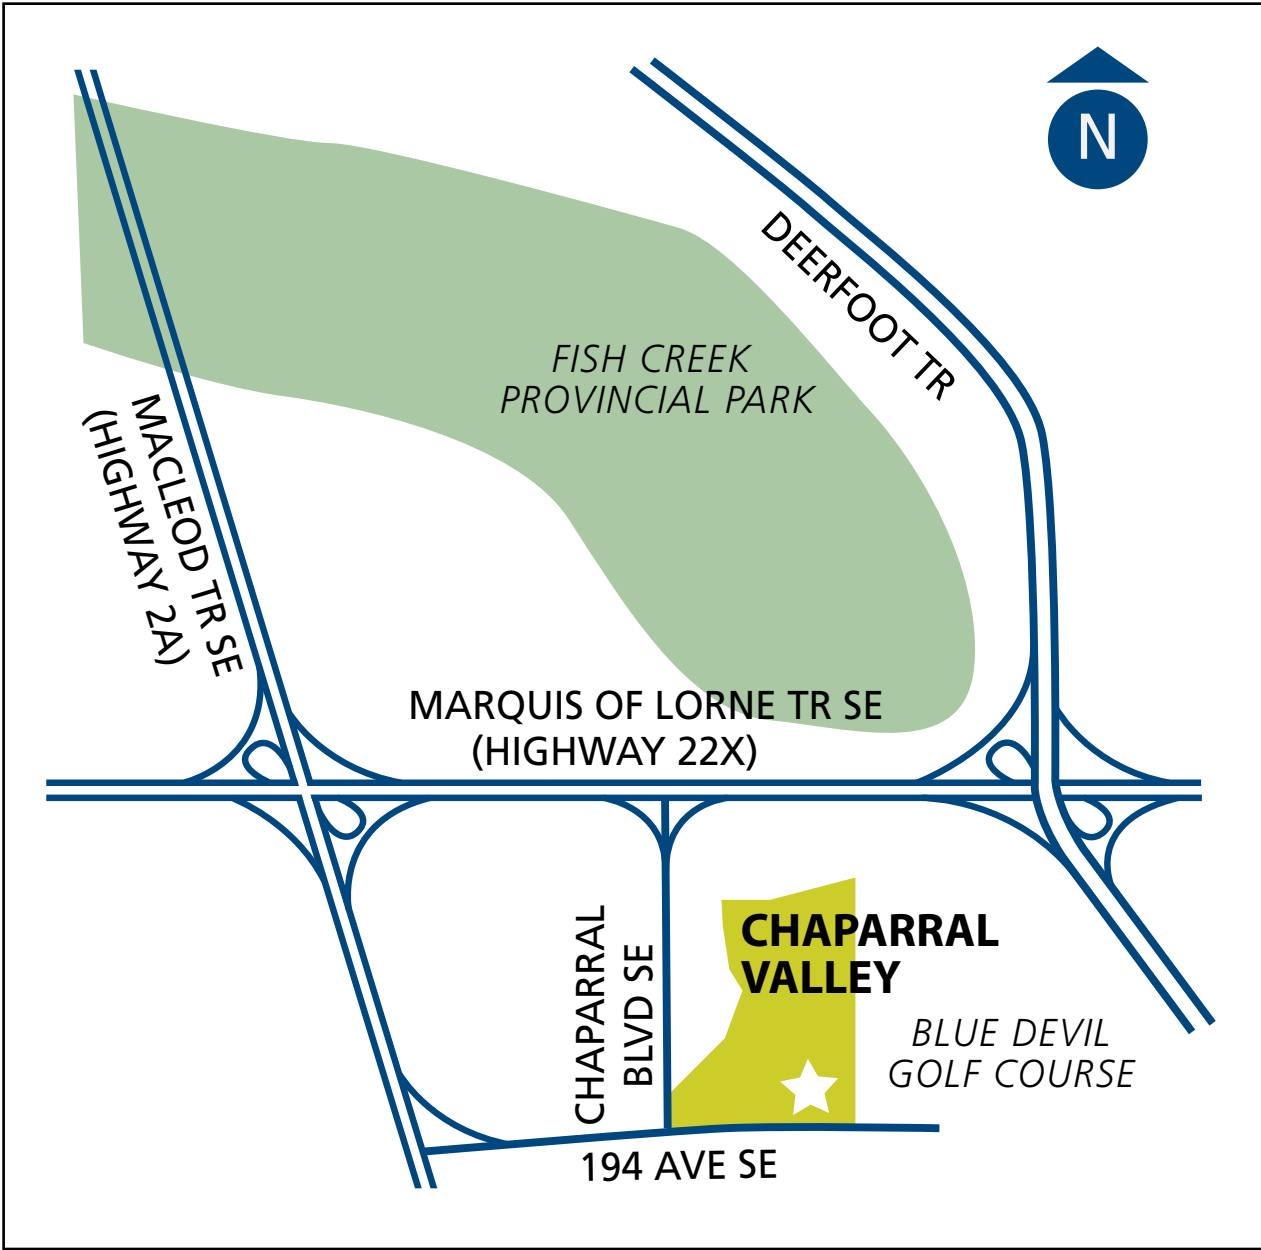 N
DEERFOOT TR
FISH CREEK
PROVINCIAL PARK
MACLEOD TR SE
(HIGHWAY 2A)
MARQUIS OF LORNE TR SE
(HIGHWAY 22X)
CHAPARRAL
BLVD SE
CHAPARRAL
VALLEY
BLUE DEVIL
GOLF COURSE
194 AVE SE